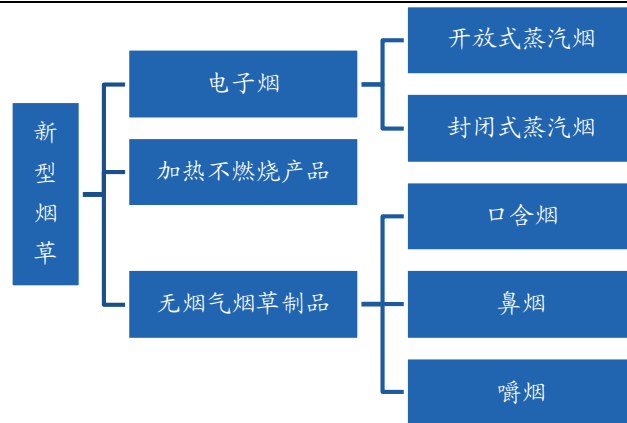 新型烟草
电子烟
开放式蒸汽烟
封闭式蒸汽烟
加热不燃烧产品
无烟气烟草制品
口含烟
鼻烟
嚼烟